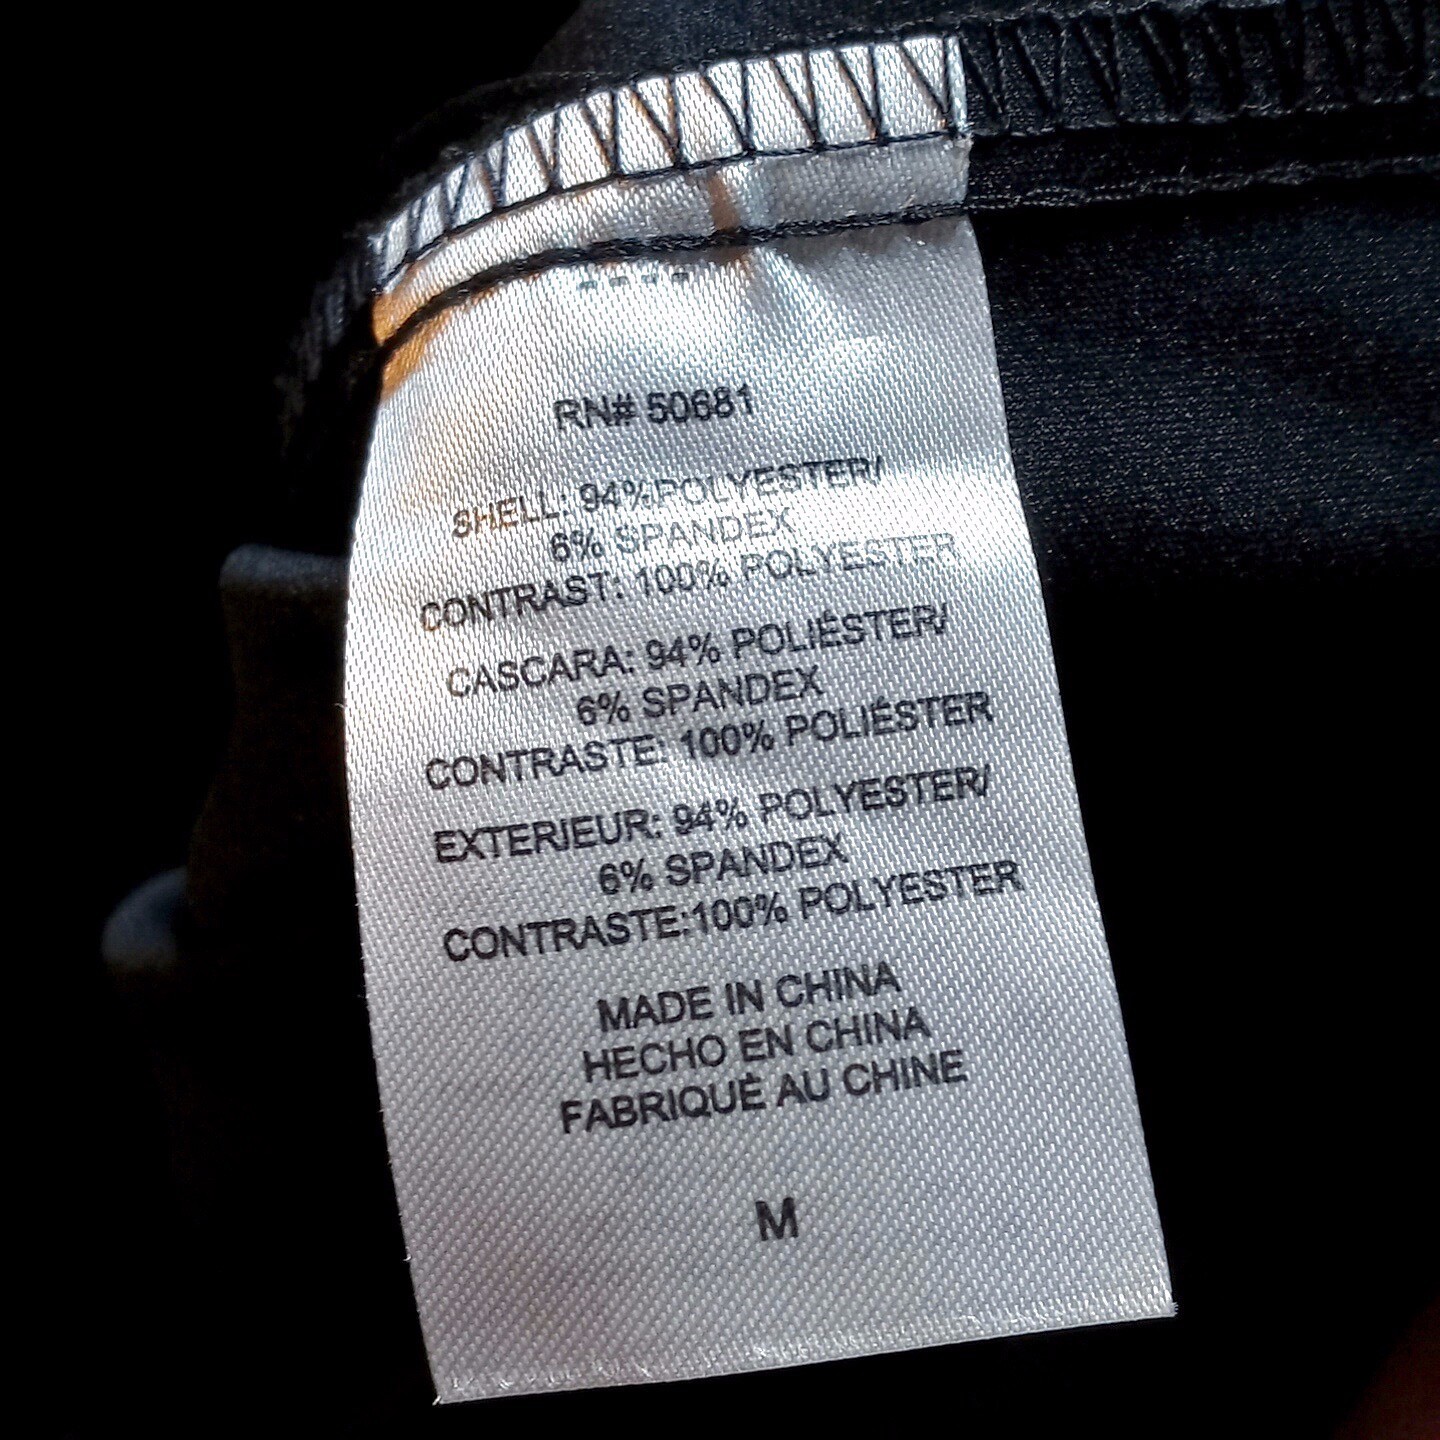 RN# 50681
SHELL: 94%POLYESTER/
6% SPANDEX
CONTRAST: 100% POLYESTER
CASCARA: 94% POLIÉSTER/
6% SPANDEX
CONTRASTE: 100% POLIÉSTER
EXTERIEUR: 94% POLYESTER/
6% SPANDEX
CONTRASTE:100% POLYESTER
MADE IN CHINA
HECHO EN CHINA
FABRIQUÉ AU CHINE
M